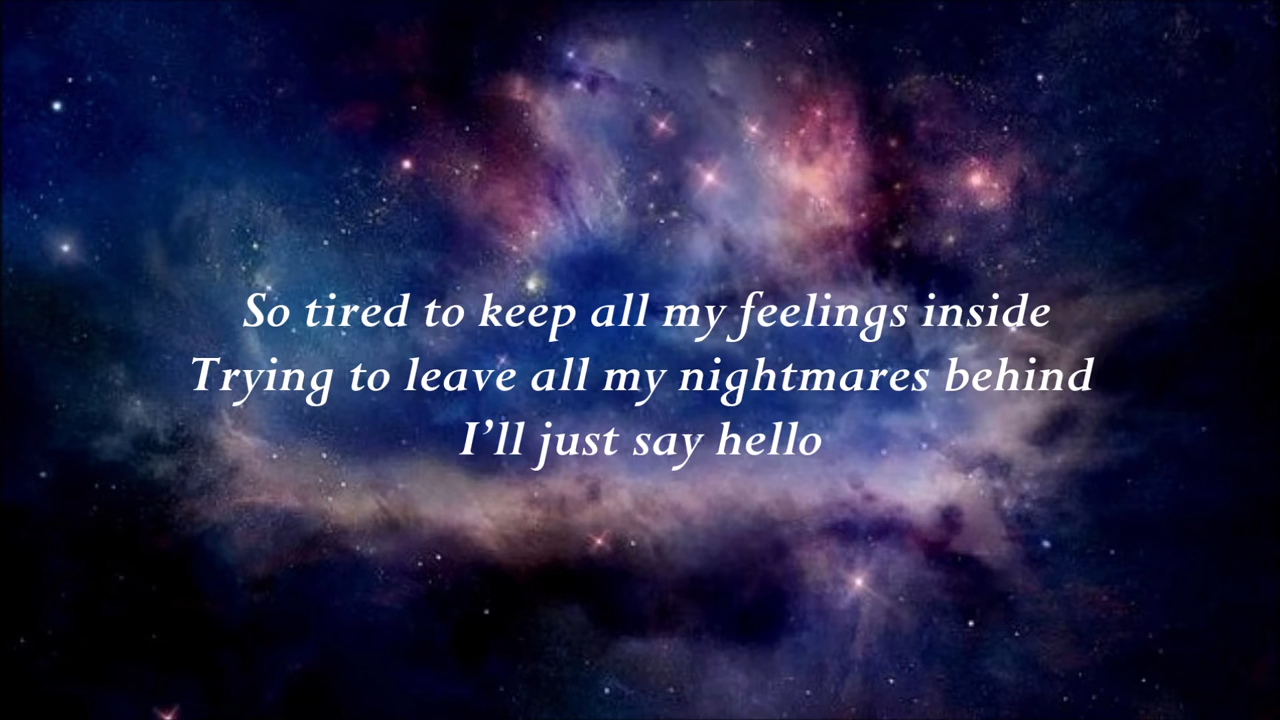 So tired to keep all my feelings inside
Trying to leave all my nightmares behind
I’ll just say hello